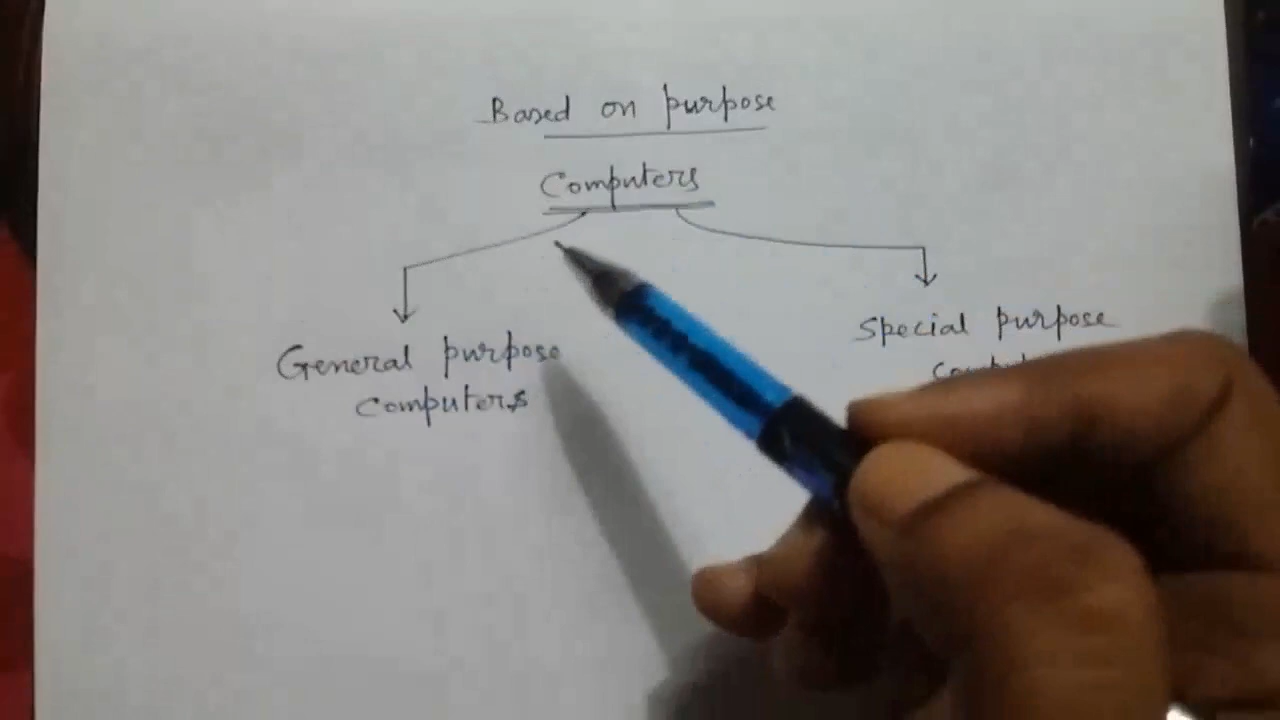 Based on purpose
Computers
General purpose
computers
Special purpose